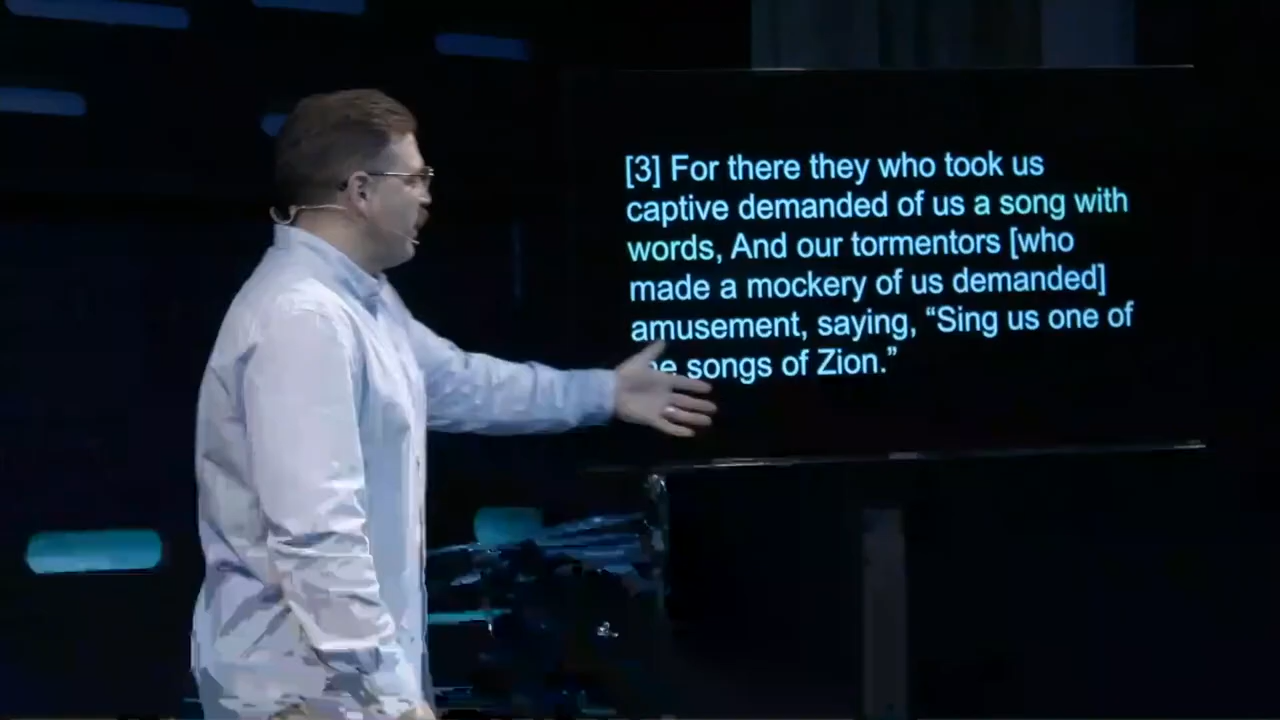 [3] For there they who took us
captive demanded of us a song with
words, And our tormentors [who
made a mockery of us demanded]
amusement, saying, “Sing us one of
songs of Zion.”